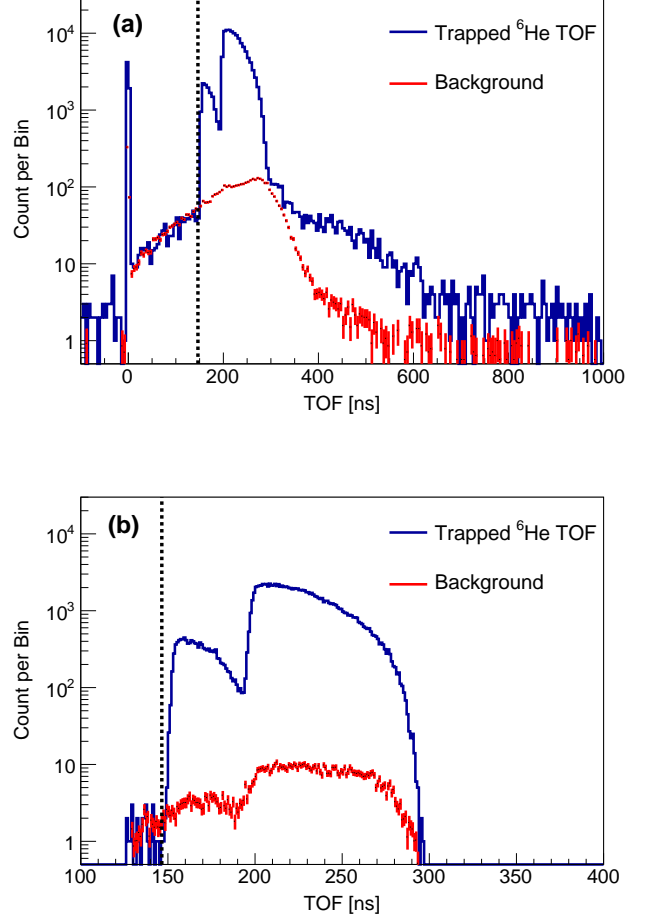 (a)
Trapped ⁶He TOF
Background
Count per Bin
10⁴
10³
10²
10
1
0 200 400 600 800 1000
TOF [ns]
(b)
Trapped ⁶He TOF
Background
Count per Bin
10⁴
10³
10²
10
1
100 150 200 250 300 350 400
TOF [ns]